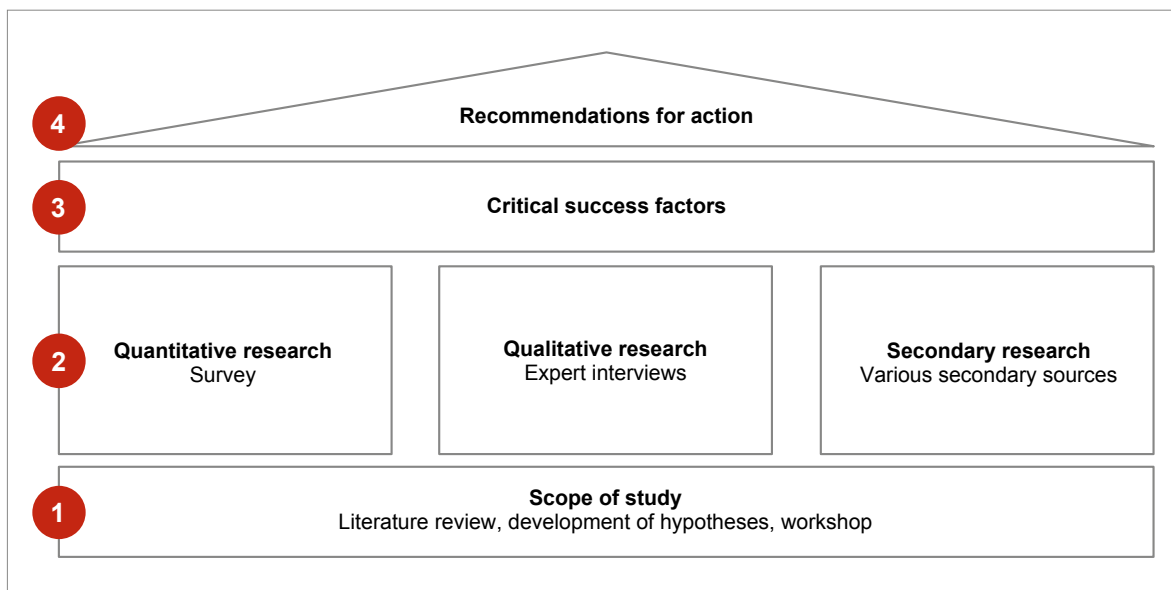 4
Recommendations for action
3
Critical success factors
2
Quantitative research
Survey
Qualitative research
Expert interviews
Secondary research
Various secondary sources
1
Scope of study
Literature review, development of hypotheses, workshop